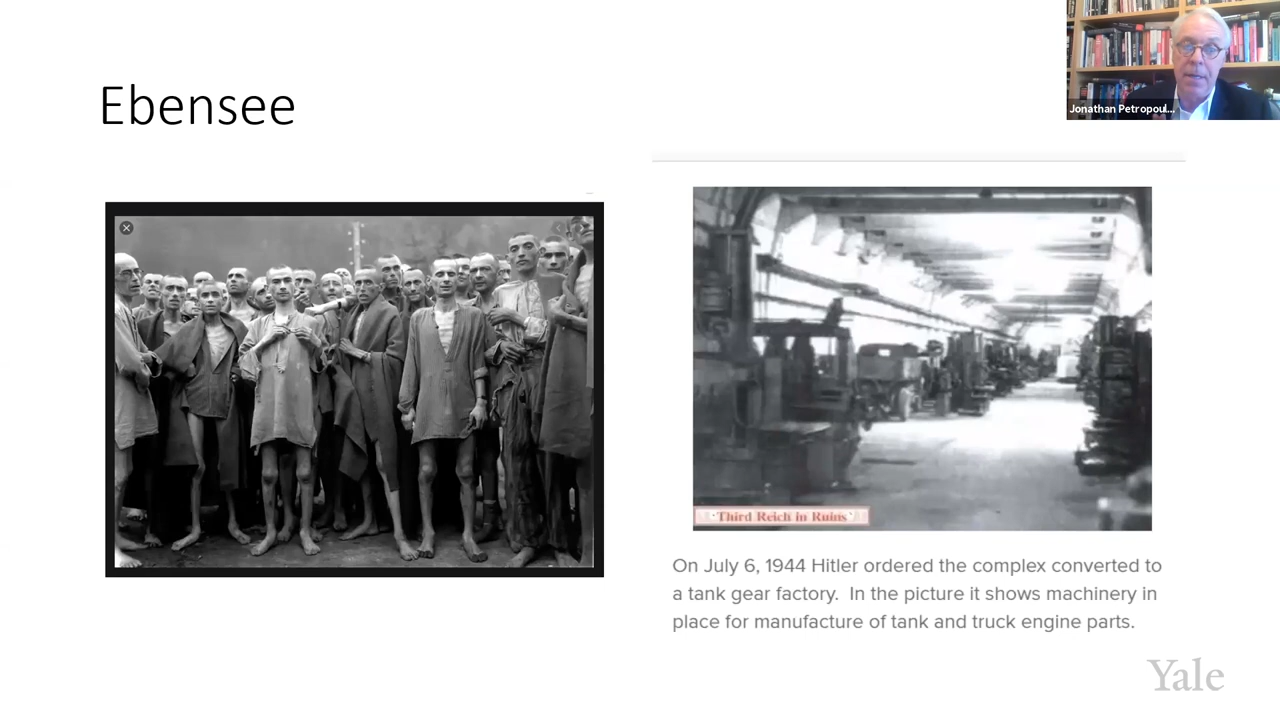 Ebensee
Jonathan Petropoul...
Third Reich in Ruins
On July 6, 1944 Hitler ordered the complex converted to
a tank gear factory. In the picture it shows machinery in
place for manufacture of tank and truck engine parts.
Yale